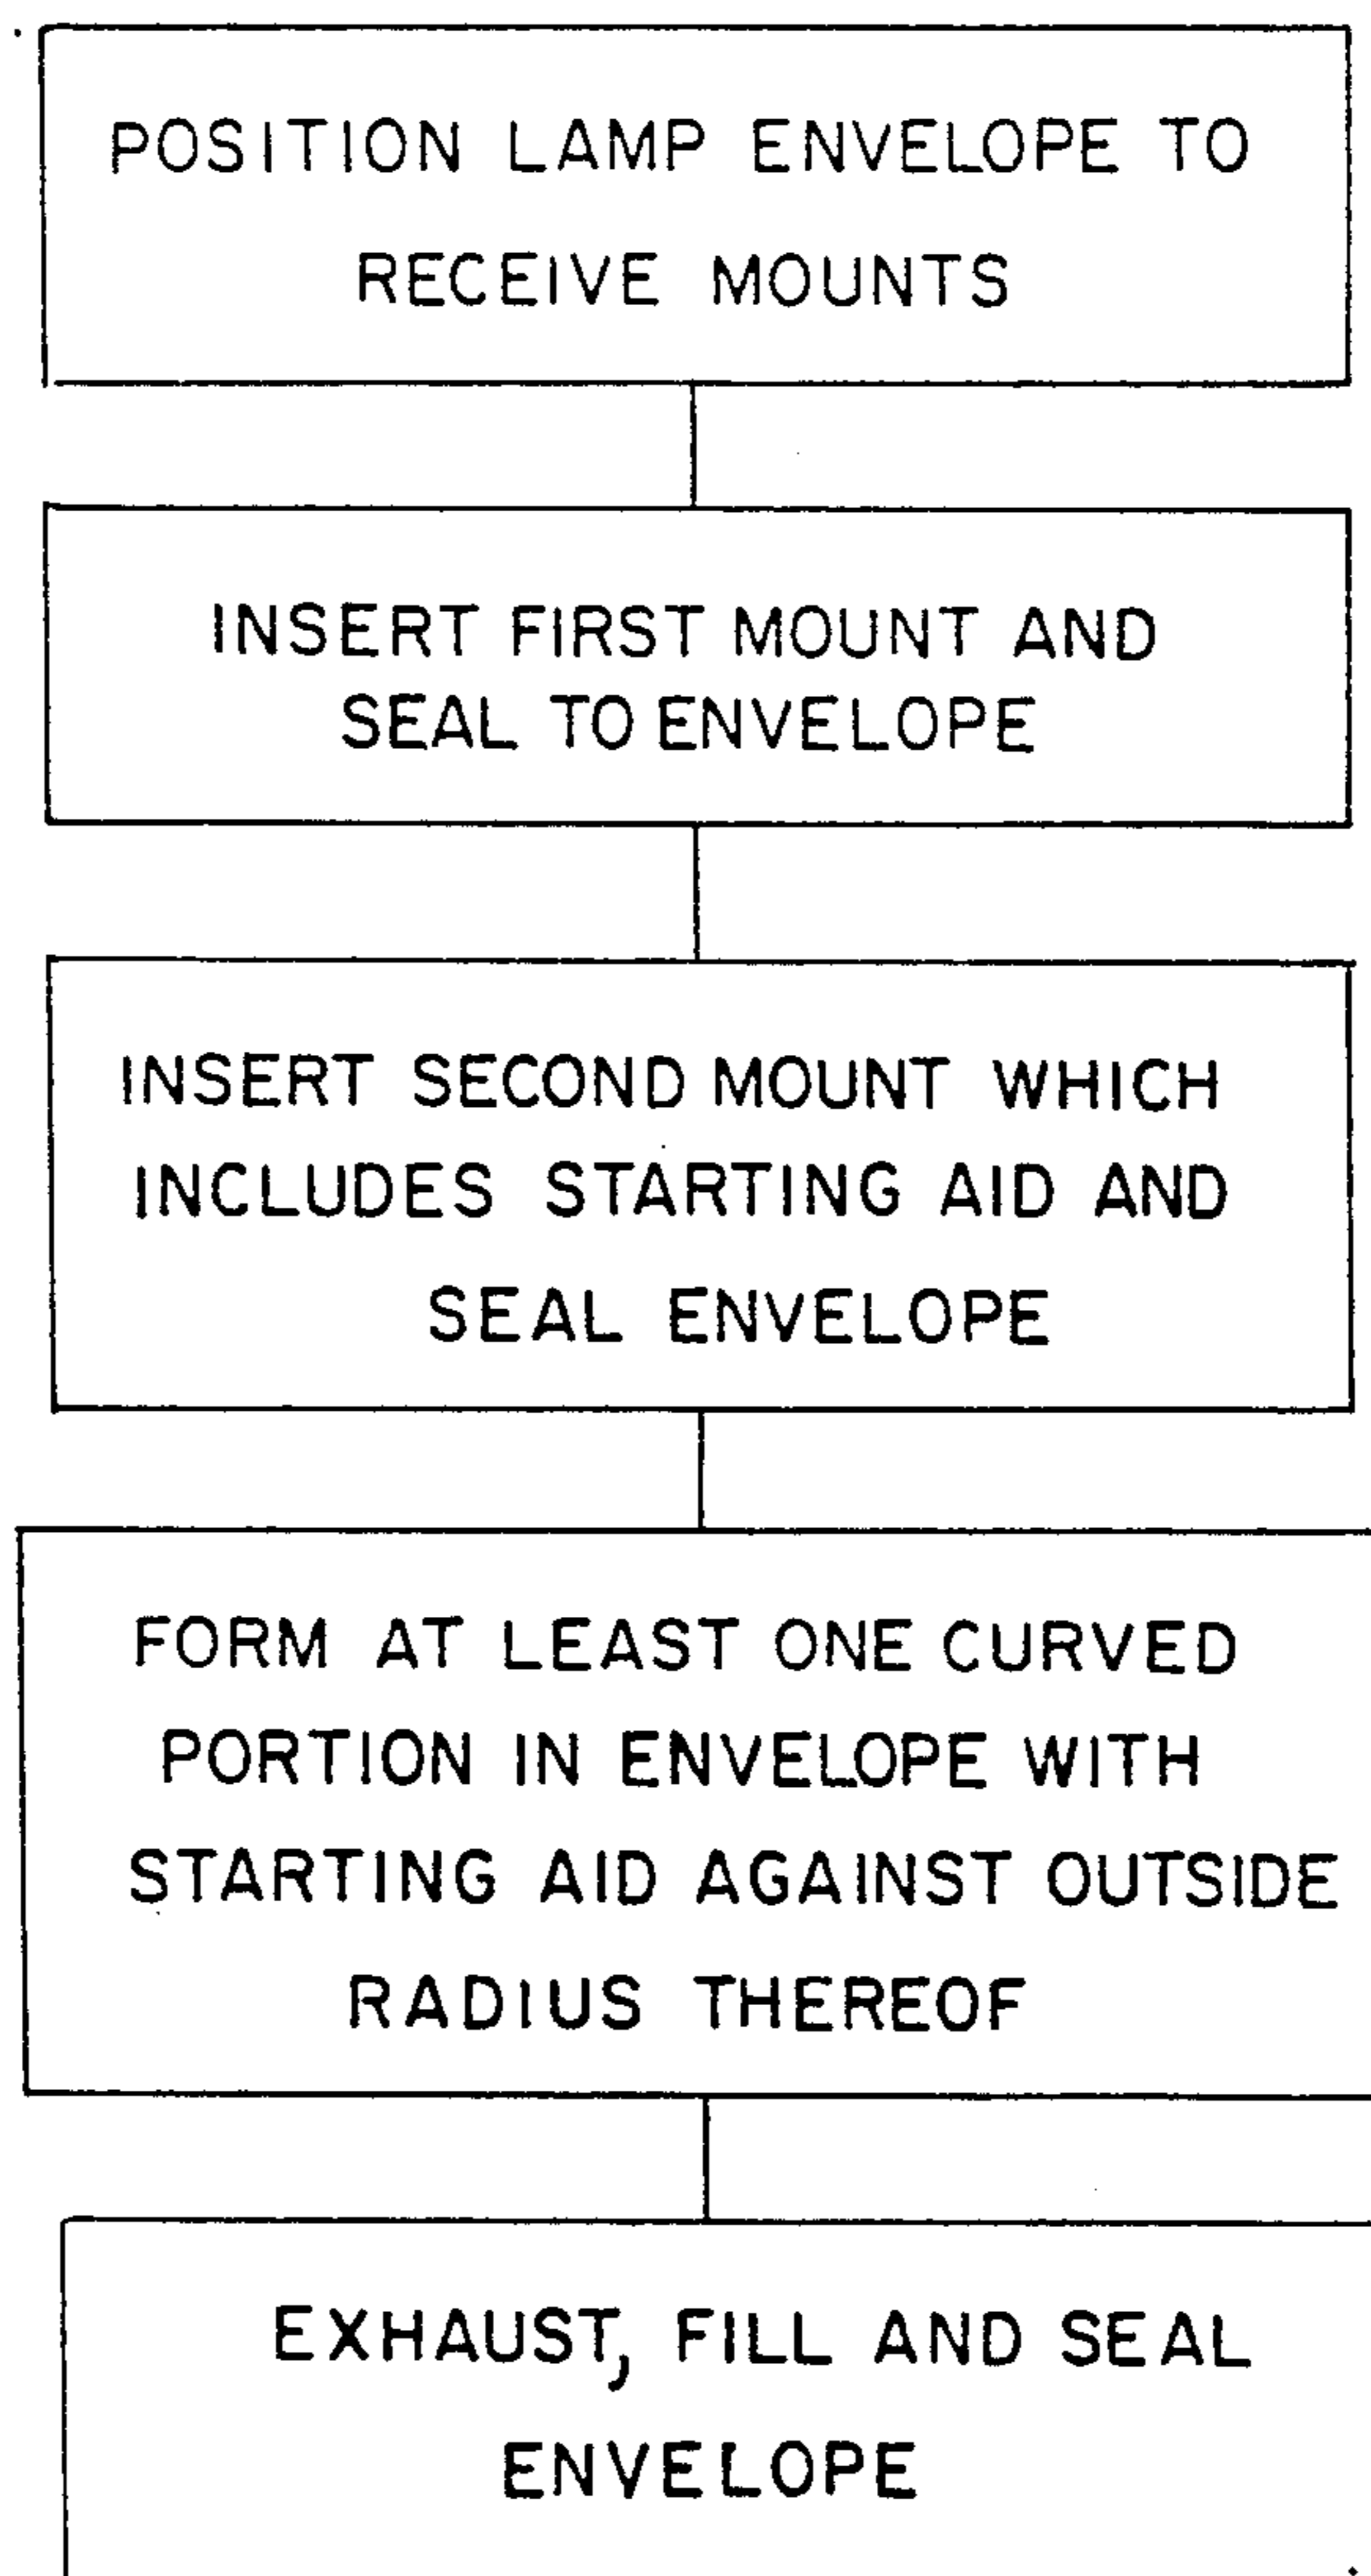 POSITION LAMP ENVELOPE TO
RECEIVE MOUNTS
INSERT FIRST MOUNT AND
SEAL TO ENVELOPE
INSERT SECOND MOUNT WHICH
INCLUDES STARTING AID AND
SEAL ENVELOPE
FORM AT LEAST ONE CURVED
PORTION IN ENVELOPE WITH
STARTING AID AGAINST OUTSIDE
RADIUS THEREOF
EXHAUST, FILL AND SEAL
ENVELOPE